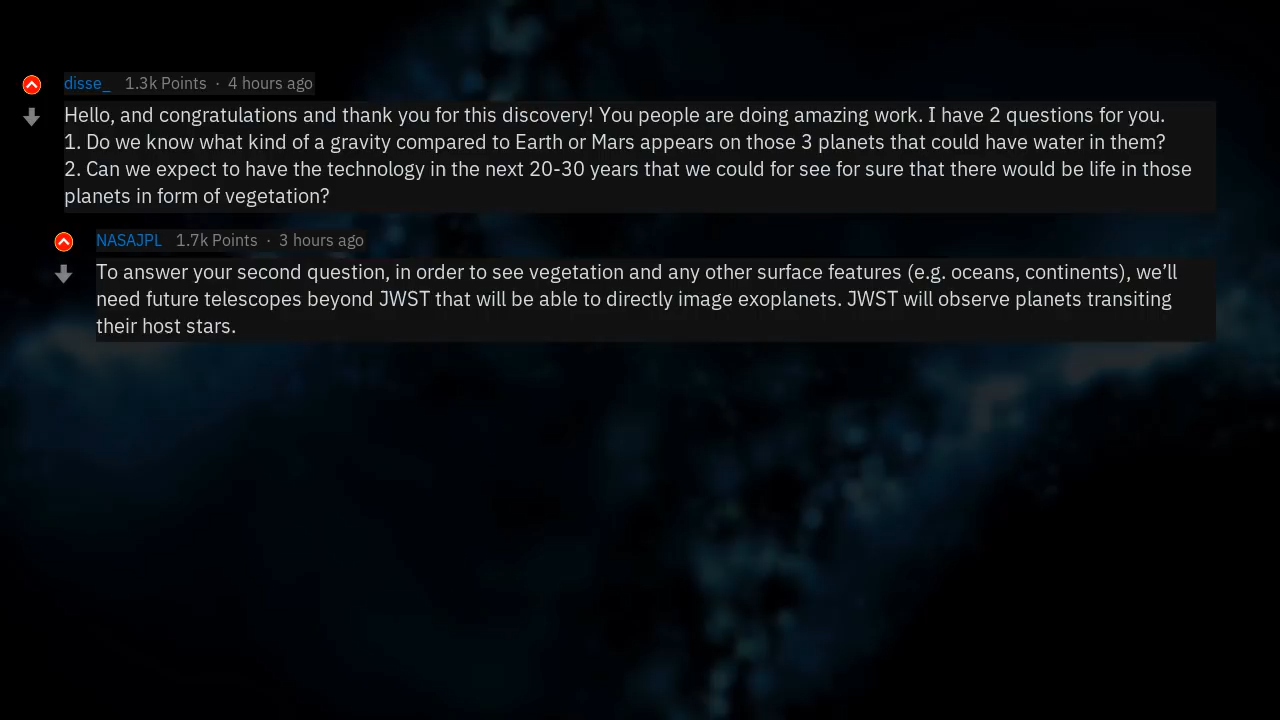 disse_ 1.3k Points · 4 hours ago
Hello, and congratulations and thank you for this discovery! You people are doing amazing work. I have 2 questions for you.
1. Do we know what kind of a gravity compared to Earth or Mars appears on those 3 planets that could have water in them?
2. Can we expect to have the technology in the next 20-30 years that we could for see for sure that there would be life in those
planets in form of vegetation?
NASAJPL 1.7k Points · 3 hours ago
To answer your second question, in order to see vegetation and any other surface features (e.g. oceans, continents), we’ll
need future telescopes beyond JWST that will be able to directly image exoplanets. JWST will observe planets transiting
their host stars.